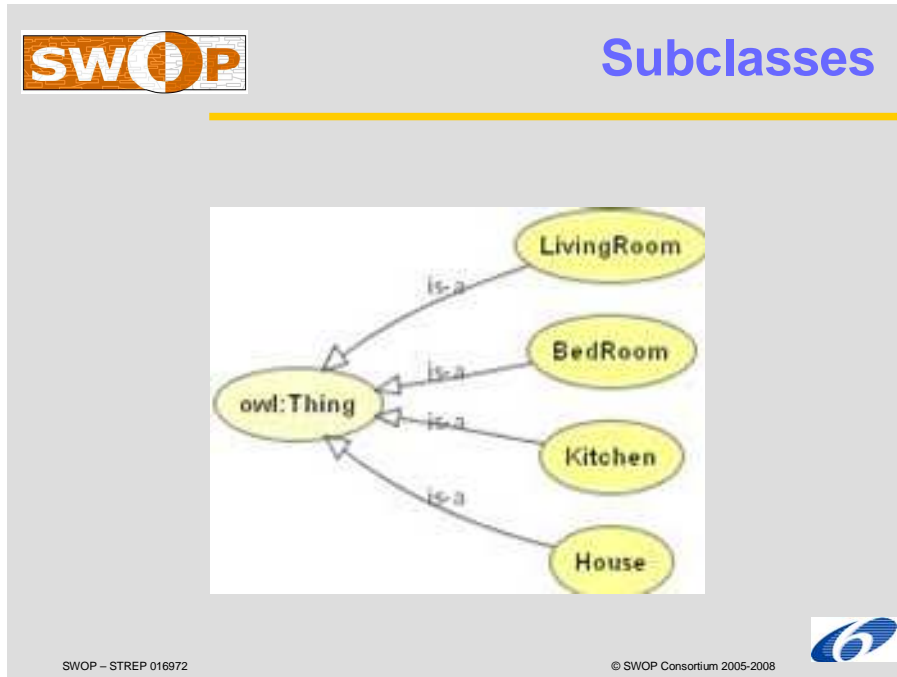 SWOP
Subclasses
LivingRoom
is-a
BedRoom
is-a
owl:Thing
is-a
Kitchen
is-a
House
6
SWOP – STREP 016972
© SWOP Consortium 2005-2008